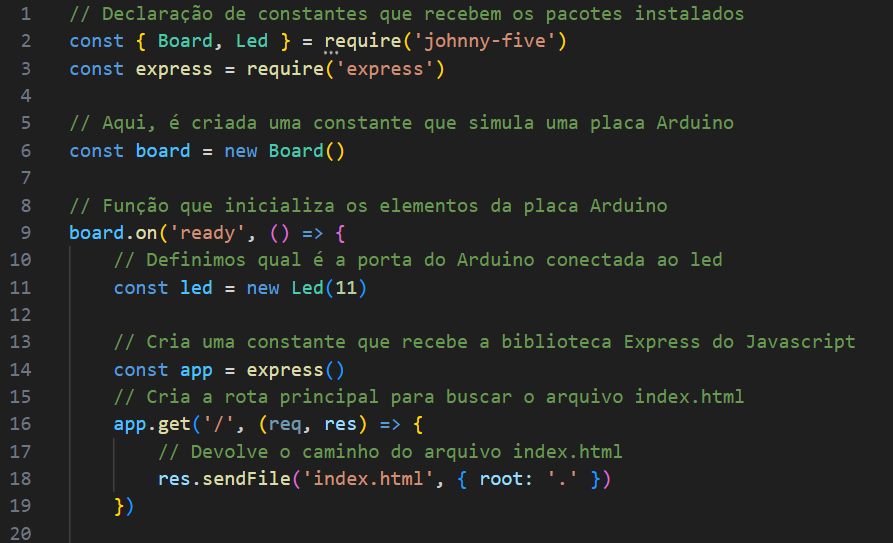 1 // Declaração de constantes que recebem os pacotes instalados
2 const { Board, Led } = require('johnny-five')
3 const express = require('express')
4
5 // Aqui, é criada uma constante que simula uma placa Arduino
6 const board = new Board()
7
8 // Função que inicializa os elementos da placa Arduino
9 board.on('ready', () => {
10 // Definimos qual é a porta do Arduino conectada ao led
11 const led = new Led(11)
12
13 // Cria uma constante que recebe a biblioteca Express do Javascript
14 const app = express()
15 // Cria a rota principal para buscar o arquivo index.html
16 app.get('/', (req, res) => {
17 // Devolve o caminho do arquivo index.html
18 res.sendFile('index.html', { root: '.' })
19 })
20